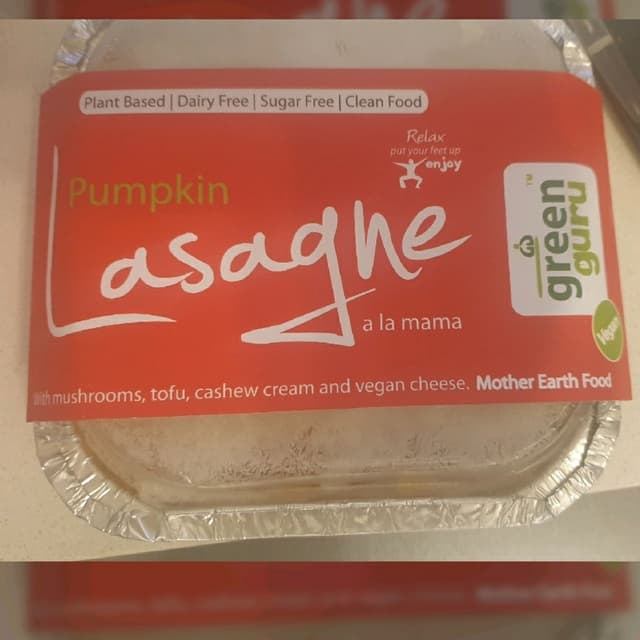 Plant Based | Dairy Free | Sugar Free | Clean Food
Relax
put your feet up
enjoy
Pumpkin
Lasagne
a la mama
green
guru
TM
Vegan
with mushrooms, tofu, cashew cream and vegan cheese. Mother Earth Food